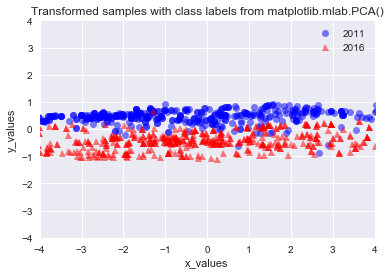 Transformed samples with class labels from matplotlib.mlab.PCA()
2011
2016
4
3
2
1
0
−1
−2
−3
−4
y_values
−4 −3 −2 −1 0 1 2 3 4
x_values